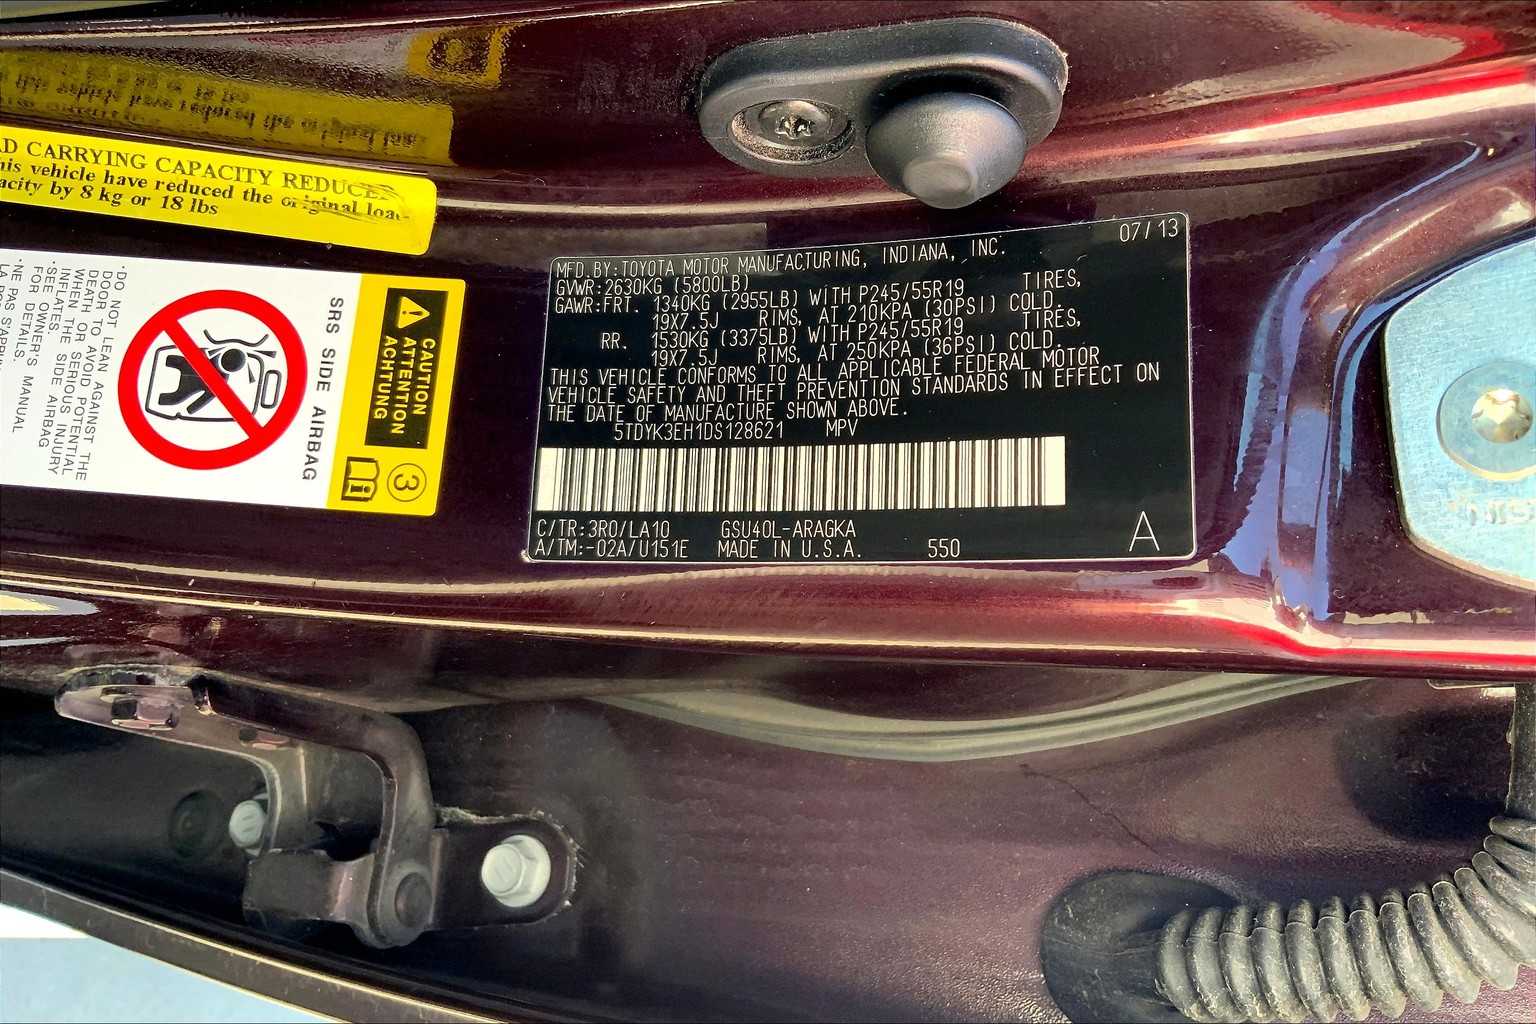 CARRYING CAPACITY REDUCED
this vehicle have reduced the original load-
acity by 8 kg or 18 lbs
CAUTION
ATTENTION
ACHTUNG
3
SRS SIDE AIRBAG
·DO NOT LEAN AGAINST THE
DOOR TO AVOID POTENTIAL
DEATH OR SERIOUS INJURY
WHEN THE SIDE AIRBAG
INFLATES.
·SEE OWNER'S MANUAL
FOR DETAILS.
·NE PAS S'APPUY
07/13
MFD.BY:TOYOTA MOTOR MANUFACTURING, INDIANA, INC.
GVWR:2630KG (5800LB)
GAWR:FRT. 1340KG (2955LB) WITH P245/55R19 TIRES,
19X7.5J RIMS, AT 210KPA (30PSI) COLD.
RR. 1530KG (3375LB) WITH P245/55R19 TIRES,
19X7.5J RIMS, AT 250KPA (36PSI) COLD.
THIS VEHICLE CONFORMS TO ALL APPLICABLE FEDERAL MOTOR
VEHICLE SAFETY AND THEFT PREVENTION STANDARDS IN EFFECT ON
THE DATE OF MANUFACTURE SHOWN ABOVE.
5TDYK3EH1DS128621 MPV
C/TR:3R0/LA10 GSU40L-ARAGKA
A/TM:-02A/U151E MADE IN U.S.A. 550
A